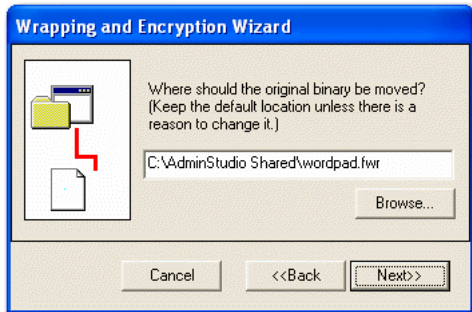 Wrapping and Encryption Wizard
Where should the original binary be moved?
(Keep the default location unless there is a
reason to change it.)
C:\AdminStudio Shared\wordpad.fwr
Browse...
Cancel
<<Back
Next>>